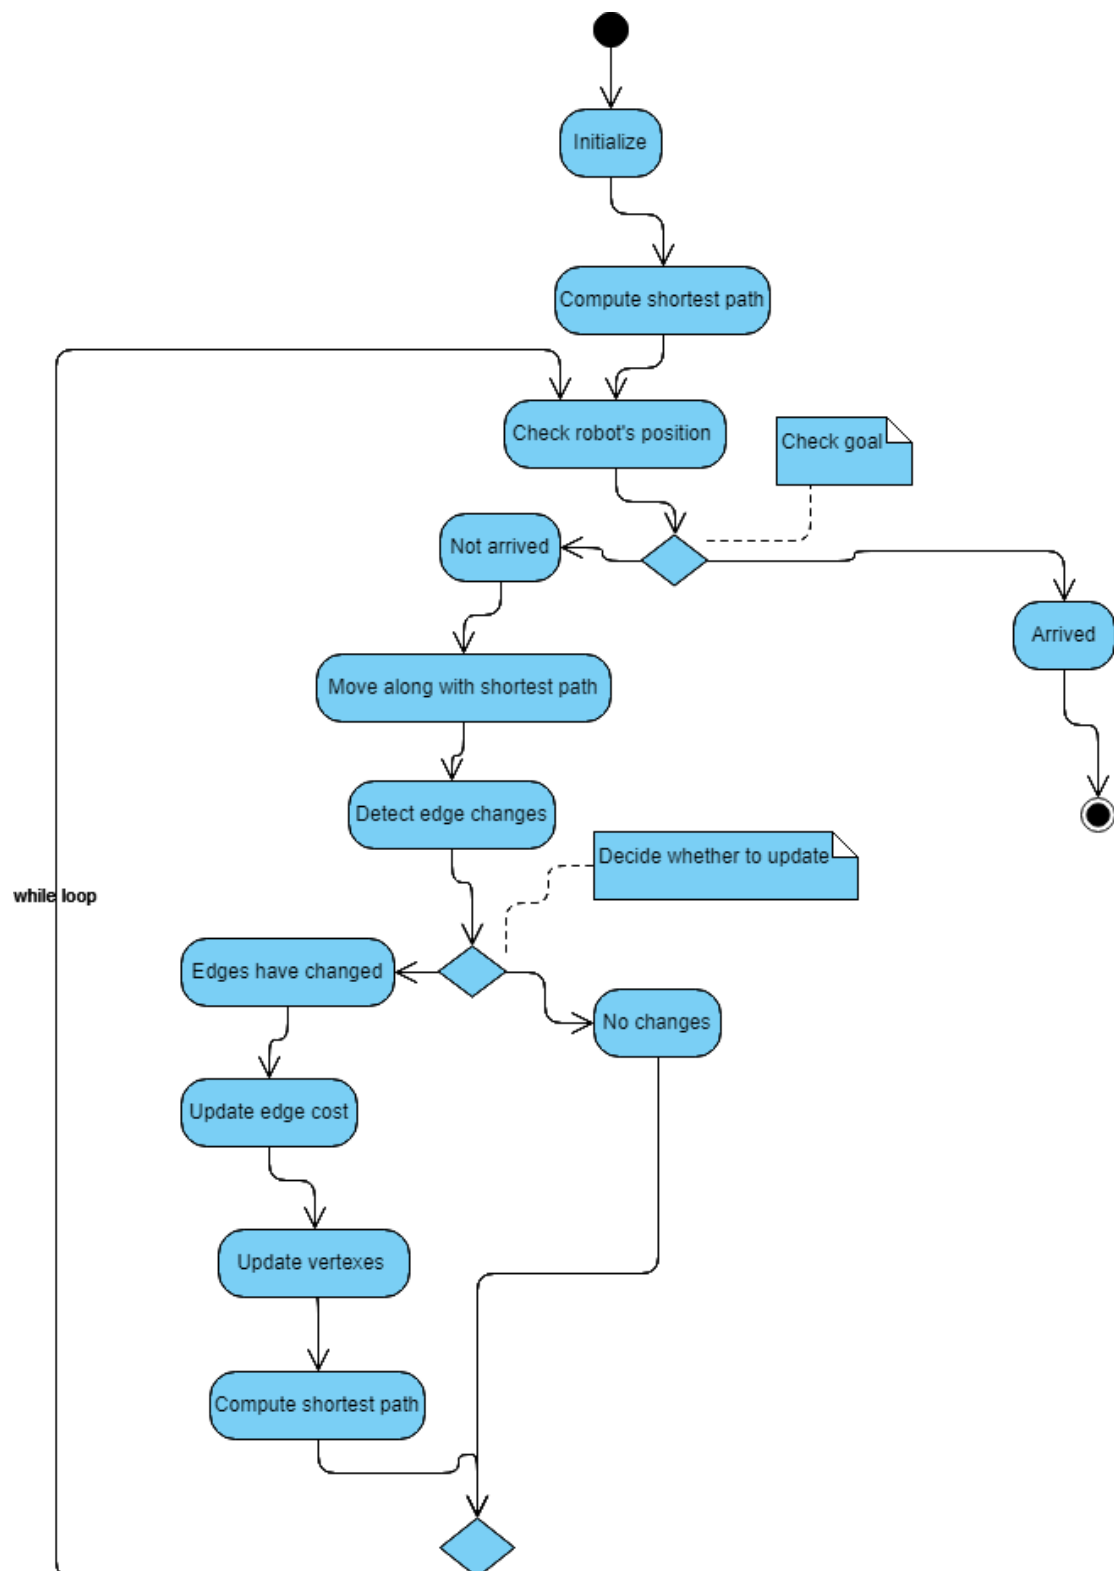 Initialize
Compute shortest path
Check robot's position
Check goal
Not arrived
Arrived
Move along with shortest path
Detect edge changes
Decide whether to update
while loop
Edges have changed
No changes
Update edge cost
Update vertexes
Compute shortest path